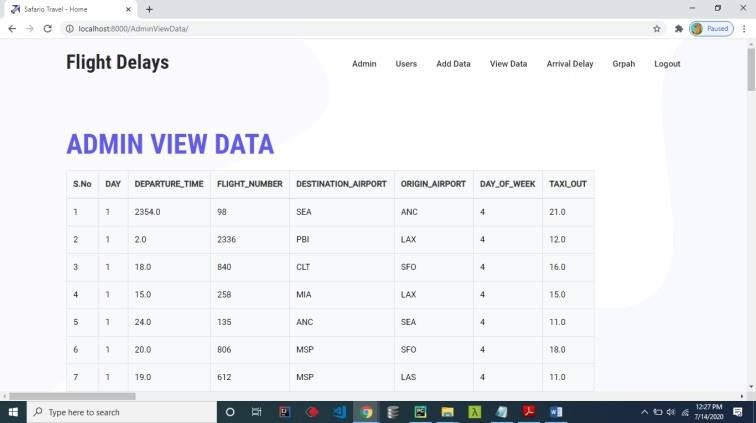 Safario Travel - Home
localhost:8000/AdminViewData/
Paused
Flight Delays
Admin Users Add Data View Data Arrival Delay Grpah Logout
ADMIN VIEW DATA
S.No DAY DEPARTURE_TIME FLIGHT_NUMBER DESTINATION_AIRPORT ORIGIN_AIRPORT DAY_OF_WEEK TAXI_OUT
1 1 2354.0 98 SEA ANC 4 21.0
2 1 2.0 2336 PBI LAX 4 12.0
3 1 18.0 840 CLT SFO 4 16.0
4 1 15.0 258 MIA LAX 4 15.0
5 1 24.0 135 ANC SEA 4 11.0
6 1 20.0 806 MSP SFO 4 18.0
7 1 19.0 612 MSP LAS 4 11.0
Type here to search
12:27 PM
7/14/2020